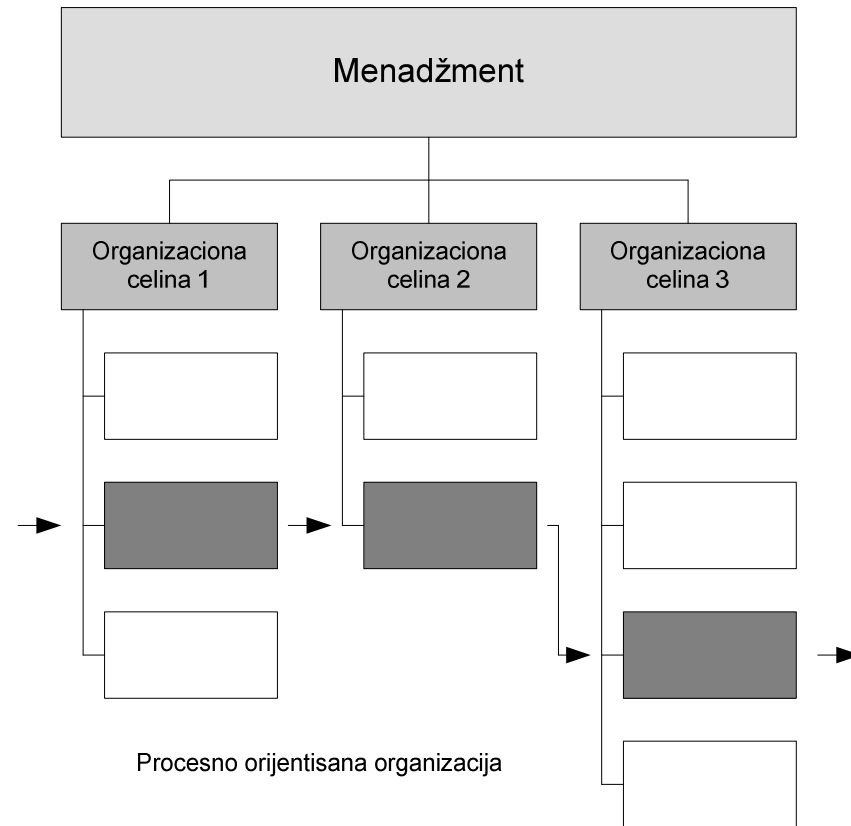 Menadžment
Organizaciona
celina 1
Organizaciona
celina 2
Organizaciona
celina 3
Procesno orijentisana organizacija